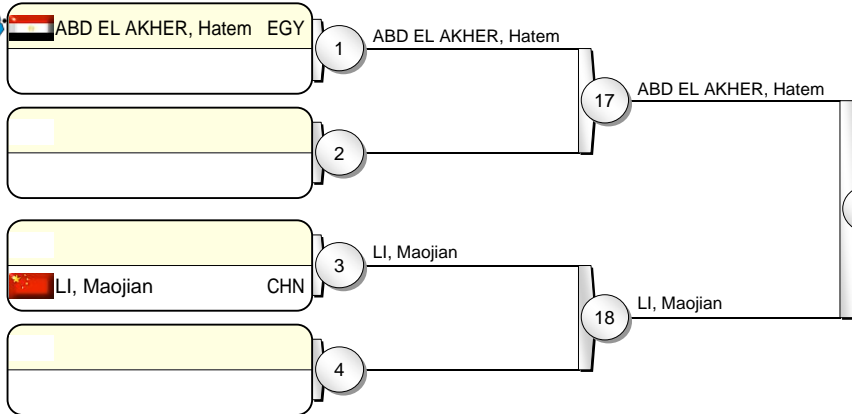 ABD EL AKHER, Hatem EGY
1
ABD EL AKHER, Hatem
17
ABD EL AKHER, Hatem
2
3
LI, Maojian
LI, Maojian CHN
18
LI, Maojian
4